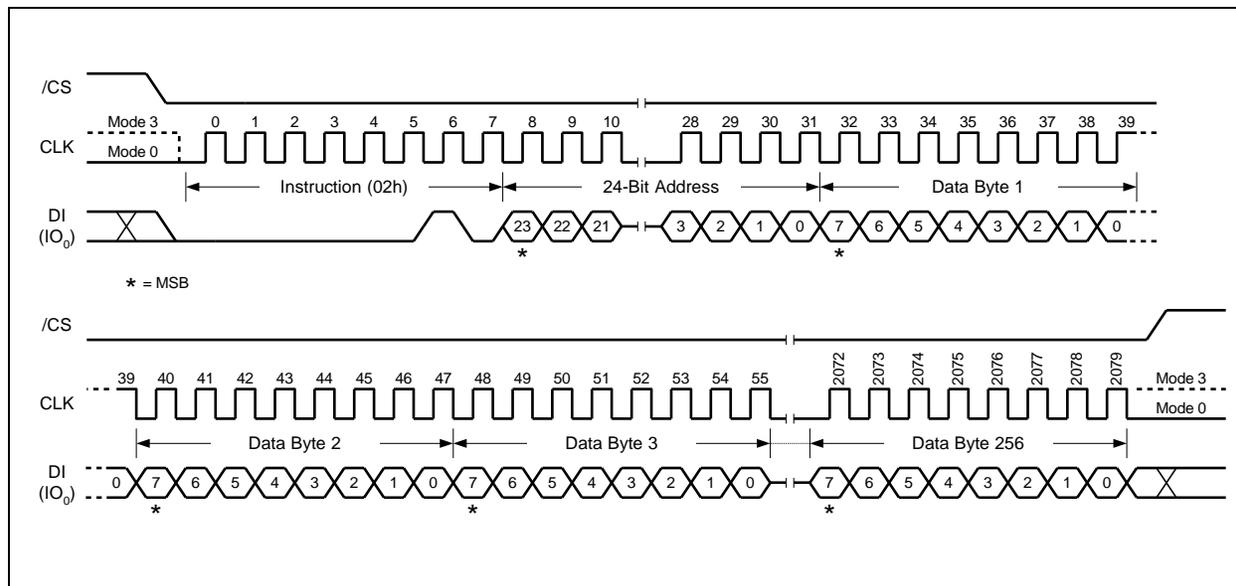 /CS
Mode 3 0 1 2 3 4 5 6 7 8 9 10 28 29 30 31 32 33 34 35 36 37 38 39
CLK
Mode 0
Instruction (02h) 24-Bit Address Data Byte 1
DI
(IO0) 23 22 21 3 2 1 0 7 6 5 4 3 2 1 0
* *
* = MSB
/CS
39 40 41 42 43 44 45 46 47 48 49 50 51 52 53 54 55 2072 2073 2074 2075 2076 2077 2078 2079 Mode 3
CLK
Mode 0
Data Byte 2 Data Byte 3 Data Byte 256
DI
(IO0) 0 7 6 5 4 3 2 1 0 7 6 5 4 3 2 1 0 7 6 5 4 3 2 1 0
* * *